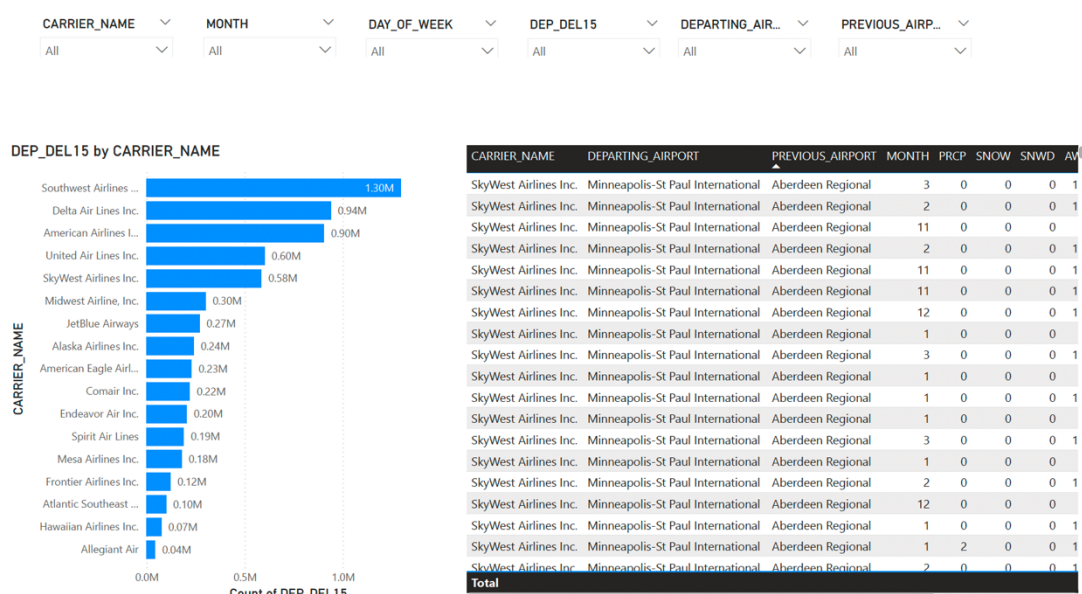 CARRIER_NAME MONTH DAY_OF_WEEK DEP_DEL15 DEPARTING_AIR... PREVIOUS_AIRP...
All All All All All All
DEP_DEL15 by CARRIER_NAME
CARRIER_NAME
Southwest Airlines ... 1.30M
Delta Air Lines Inc. 0.94M
American Airlines I... 0.90M
United Air Lines Inc. 0.60M
SkyWest Airlines Inc. 0.58M
Midwest Airline, Inc. 0.30M
JetBlue Airways 0.27M
Alaska Airlines Inc. 0.24M
American Eagle Airl... 0.23M
Comair Inc. 0.22M
Endeavor Air Inc. 0.20M
Spirit Air Lines 0.19M
Mesa Airlines Inc. 0.18M
Frontier Airlines Inc. 0.12M
Atlantic Southeast ... 0.10M
Hawaiian Airlines Inc. 0.07M
Allegiant Air 0.04M
0.0M 0.5M 1.0M
Count of DEP_DEL15
CARRIER_NAME DEPARTING_AIRPORT PREVIOUS_AIRPORT MONTH PRCP SNOW SNWD AW
SkyWest Airlines Inc. Minneapolis-St Paul International Aberdeen Regional 3 0 0 0 1
SkyWest Airlines Inc. Minneapolis-St Paul International Aberdeen Regional 2 0 0 0 1
SkyWest Airlines Inc. Minneapolis-St Paul International Aberdeen Regional 11 0 0 0
SkyWest Airlines Inc. Minneapolis-St Paul International Aberdeen Regional 2 0 0 0 1
SkyWest Airlines Inc. Minneapolis-St Paul International Aberdeen Regional 11 0 0 0 1
SkyWest Airlines Inc. Minneapolis-St Paul International Aberdeen Regional 11 0 0 0 1
SkyWest Airlines Inc. Minneapolis-St Paul International Aberdeen Regional 12 0 0 0 1
SkyWest Airlines Inc. Minneapolis-St Paul International Aberdeen Regional 1 0 0 0
SkyWest Airlines Inc. Minneapolis-St Paul International Aberdeen Regional 3 0 0 0 1
SkyWest Airlines Inc. Minneapolis-St Paul International Aberdeen Regional 1 0 0 0
SkyWest Airlines Inc. Minneapolis-St Paul International Aberdeen Regional 1 0 0 0 1
SkyWest Airlines Inc. Minneapolis-St Paul International Aberdeen Regional 1 0 0 0
SkyWest Airlines Inc. Minneapolis-St Paul International Aberdeen Regional 3 0 0 0 1
SkyWest Airlines Inc. Minneapolis-St Paul International Aberdeen Regional 1 0 0 0
SkyWest Airlines Inc. Minneapolis-St Paul International Aberdeen Regional 2 0 0 0 1
SkyWest Airlines Inc. Minneapolis-St Paul International Aberdeen Regional 12 0 0 0
SkyWest Airlines Inc. Minneapolis-St Paul International Aberdeen Regional 1 0 0 0 1
SkyWest Airlines Inc. Minneapolis-St Paul International Aberdeen Regional 1 2 0 0 1
SkyWest Airlines Inc. Minneapolis-St Paul International Aberdeen Regional 2 0 0 0 1
Total